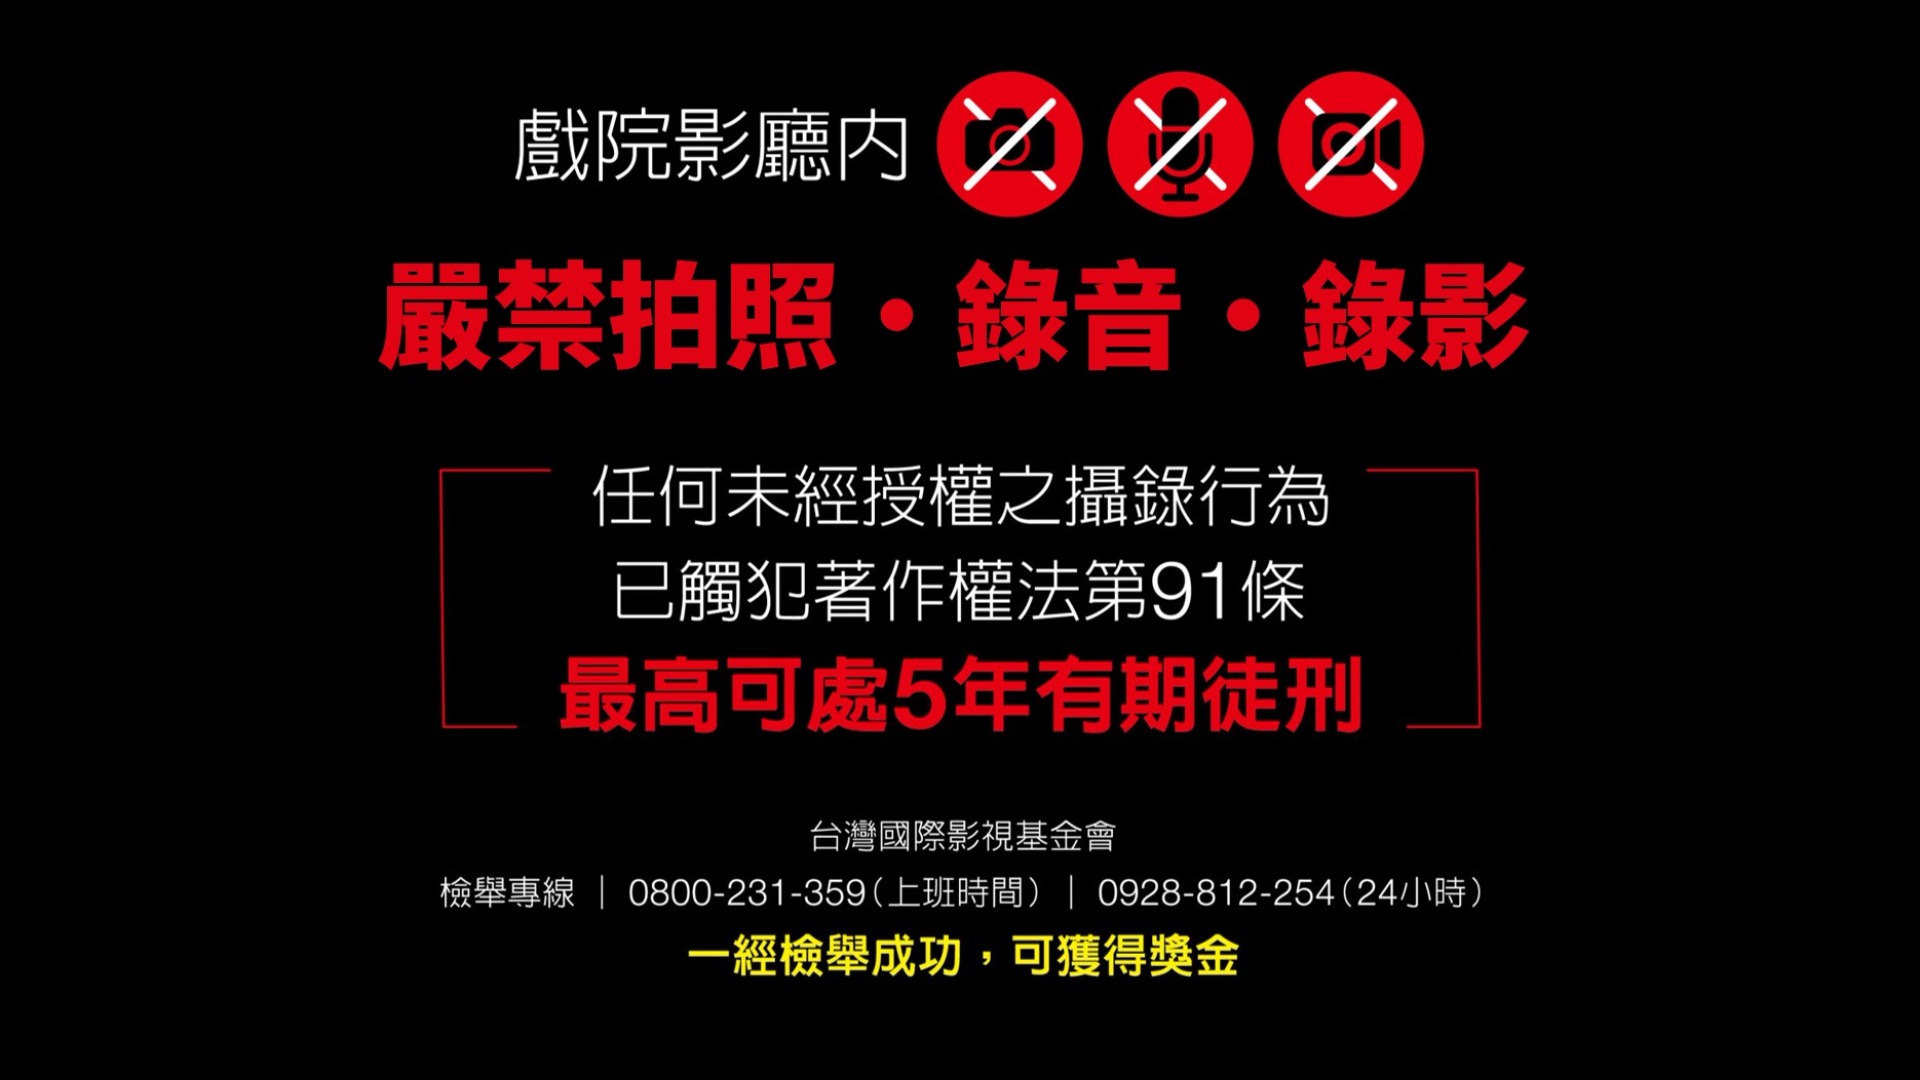 戲院影廳內
嚴禁拍照・錄音・錄影
任何未經授權之攝錄行為
已觸犯著作權法第91條
最高可處5年有期徒刑
台灣國際影視基金會
檢舉專線｜0800-231-359(上班時間)｜0928-812-254(24小時)
一經檢舉成功，可獲得獎金